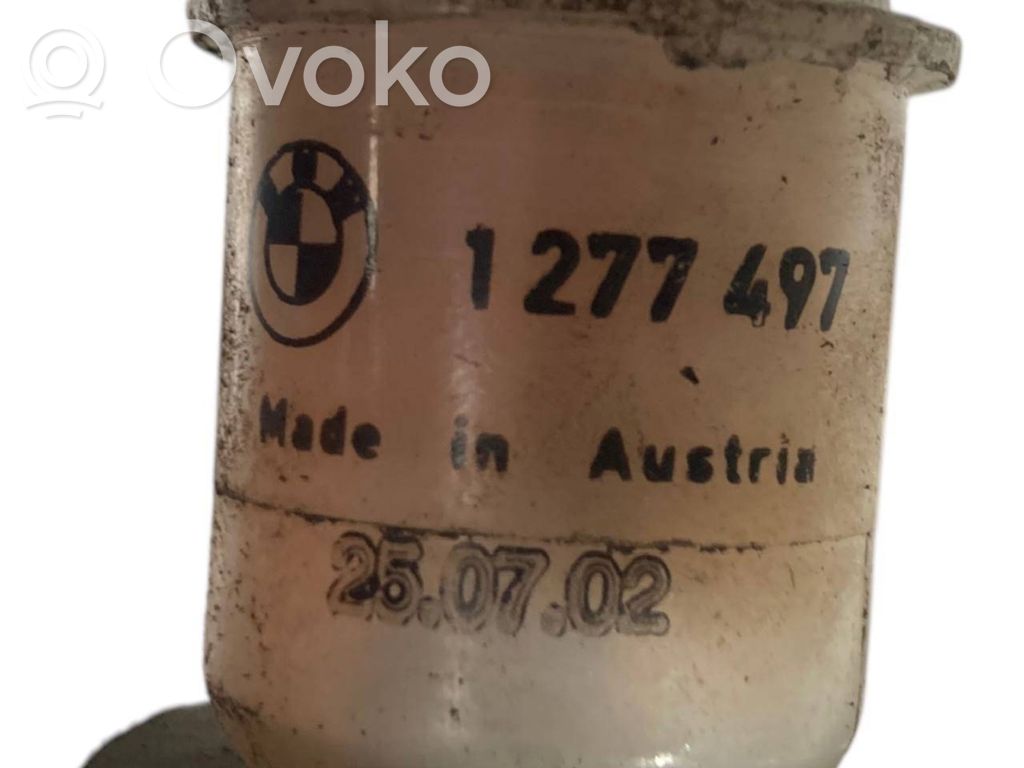 Ovoko
1 277 497
Made in Austria
25.07.02